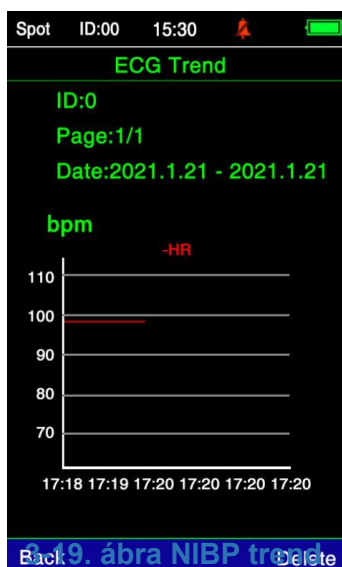 Spot ID:00 15:30
ECG Trend
ID:0
Page:1/1
Date:2021.1.21 - 2021.1.21
bpm
-HR
110
100
90
80
70
17:18 17:19 17:20 17:20 17:20 17:20
Back Delete
3-19. ábra NIBP trend